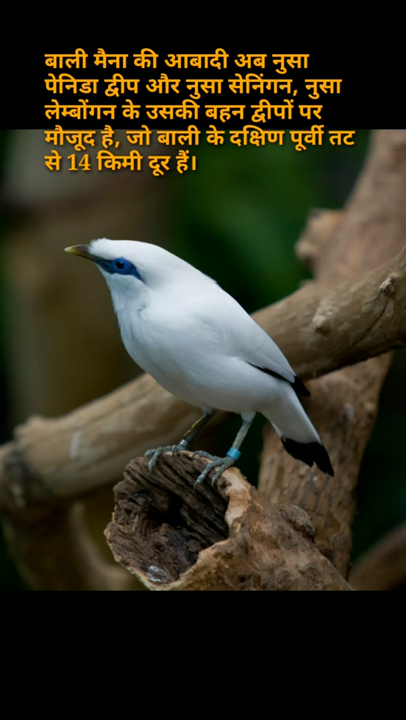 बाली मैना की आबादी अब नुसा
पेनिडा द्वीप और नुसा सेनिंगन, नुसा
लेम्बोंगन के उसकी बहन द्वीपों पर
मौजूद है, जो बाली के दक्षिण पूर्वी तट
से 14 किमी दूर हैं।